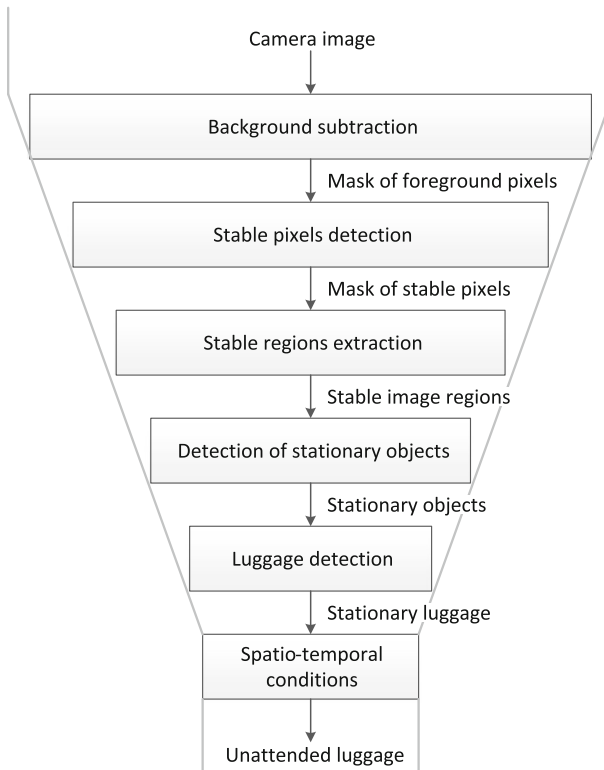 Camera image
Background subtraction
Mask of foreground pixels
Stable pixels detection
Mask of stable pixels
Stable regions extraction
Stable image regions
Detection of stationary objects
Stationary objects
Luggage detection
Stationary luggage
Spatio-temporal
conditions
Unattended luggage